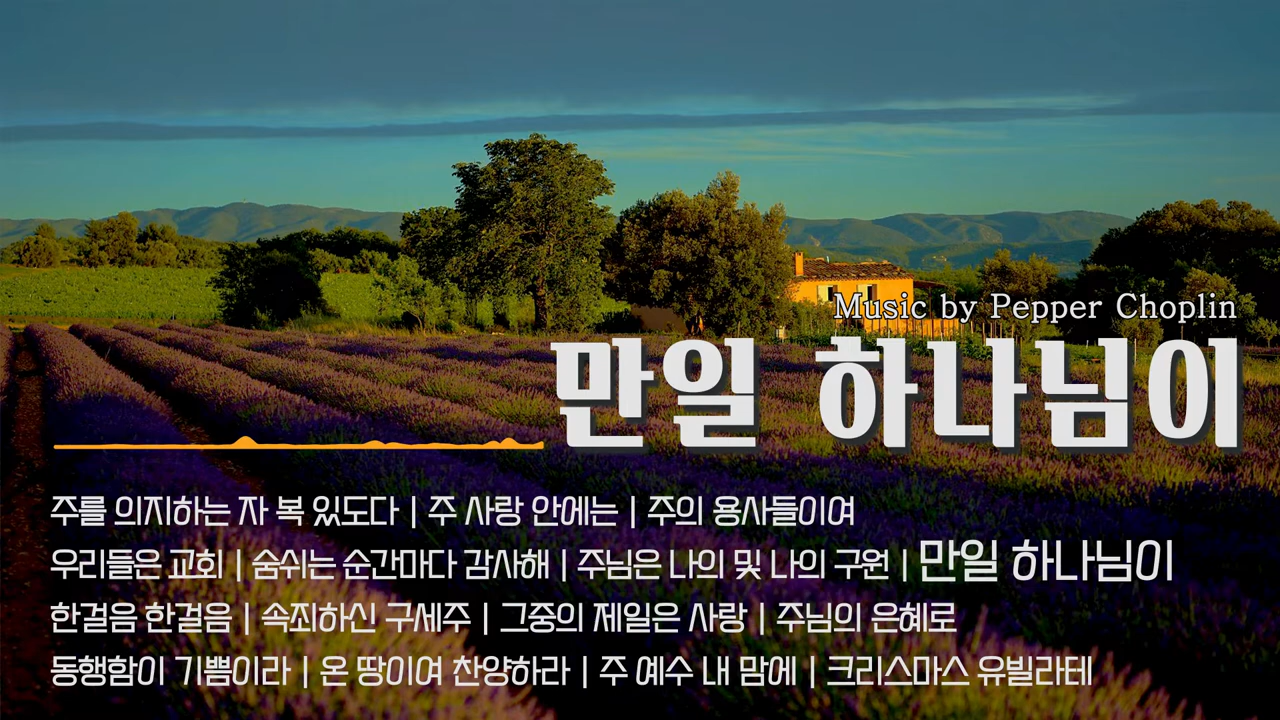 Music by Pepper Choplin
만일 하나님이
주를 의지하는 자 복 있도다 | 주 사랑 안에는 | 주의 용사들이여
우리들은 교회 | 숨쉬는 순간마다 감사해 | 주님은 나의 빛 나의 구원 | 만일 하나님이
한걸음 한걸음 | 속죄하신 구세주 | 그중의 제일은 사랑 | 주님의 은혜로
동행함이 기쁨이라 | 온 땅이여 찬양하라 | 주 예수 내 맘에 | 크리스마스 유빌라테